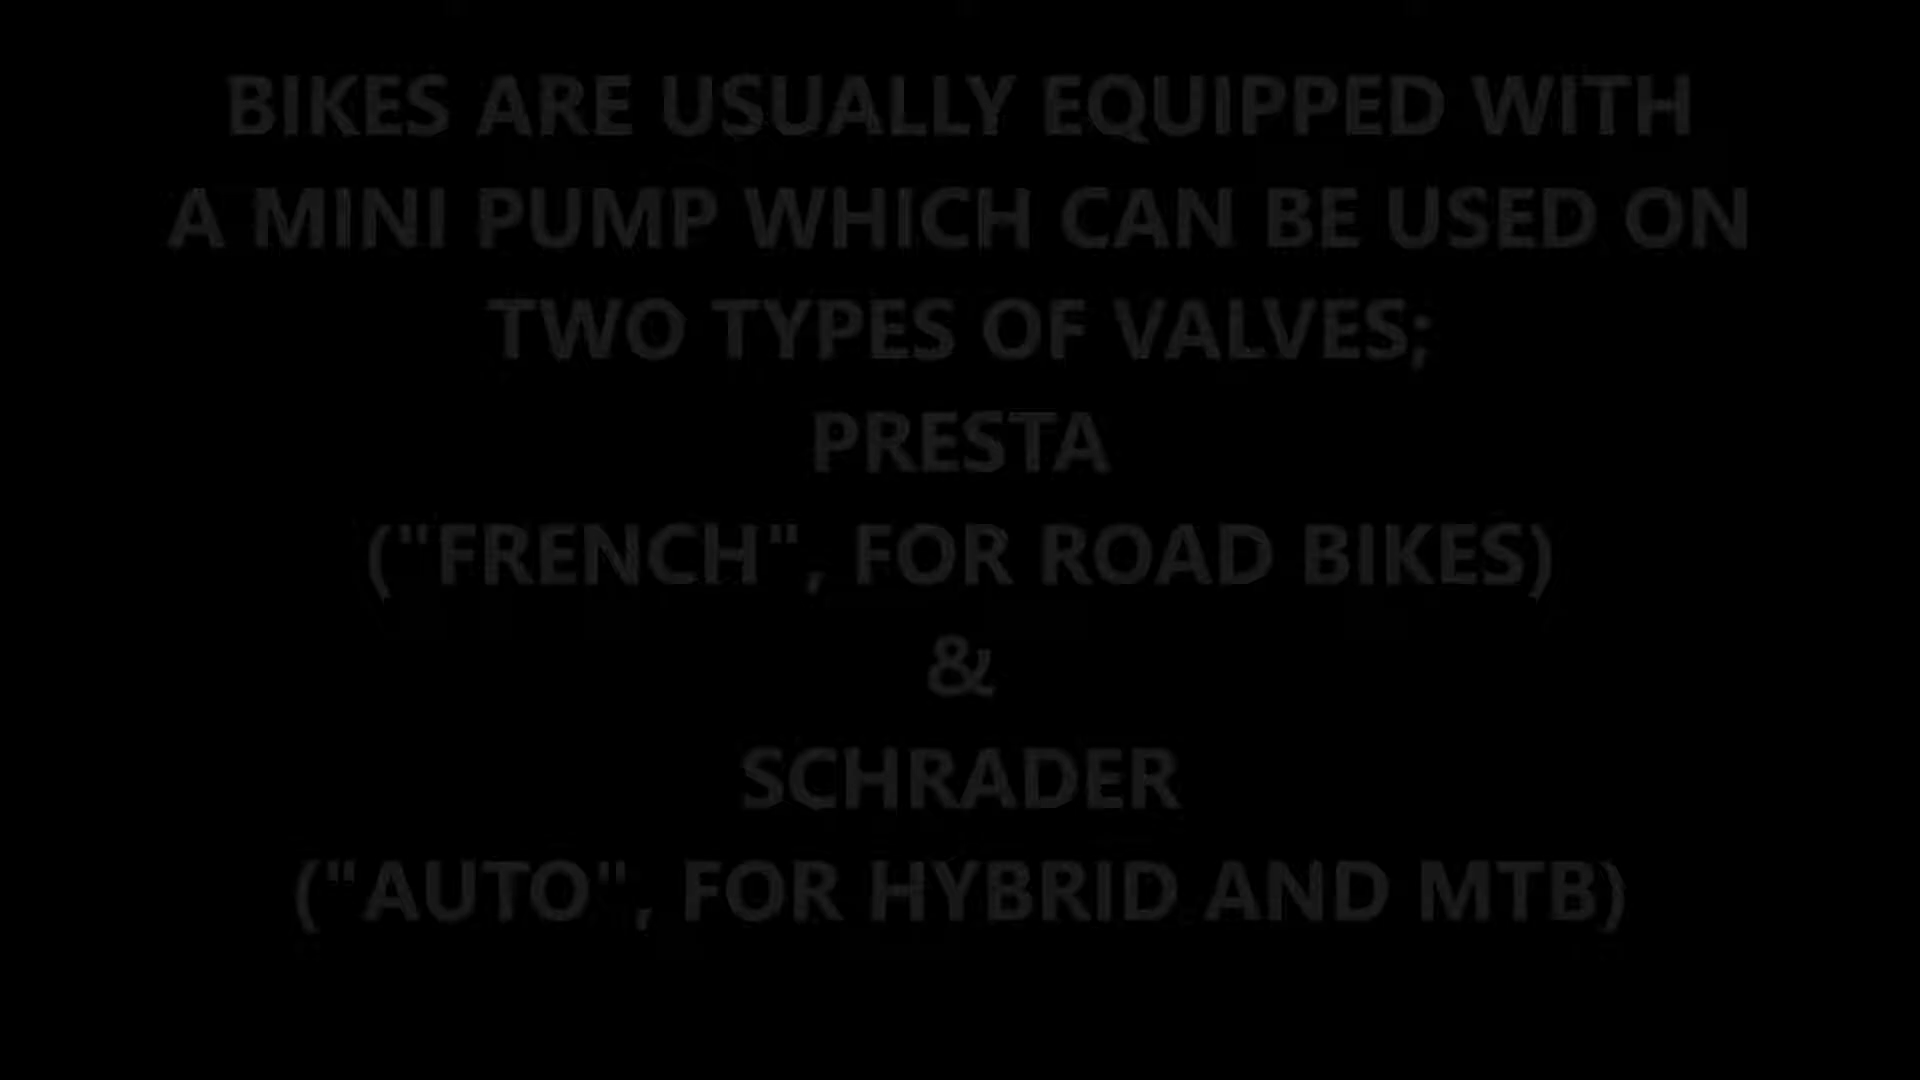 BIKES ARE USUALLY EQUIPPED WITH
A MINI PUMP WHICH CAN BE USED ON
TWO TYPES OF VALVES;
PRESTA
("FRENCH", FOR ROAD BIKES)
&
SCHRADER
("AUTO", FOR HYBRID AND MTB)